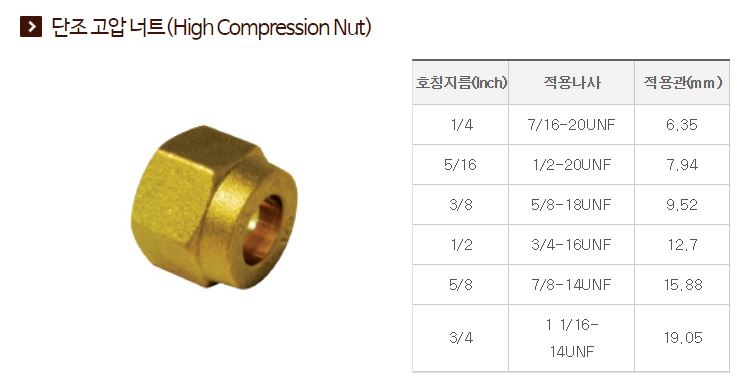 단조 고압 너트(High Compression Nut)
호칭지름(Inch) 적용나사 적용관(mm)
1/4 7/16-20UNF 6.35
5/16 1/2-20UNF 7.94
3/8 5/8-18UNF 9.52
1/2 3/4-16UNF 12.7
5/8 7/8-14UNF 15.88
3/4 1 1/16- 19.05
14UNF